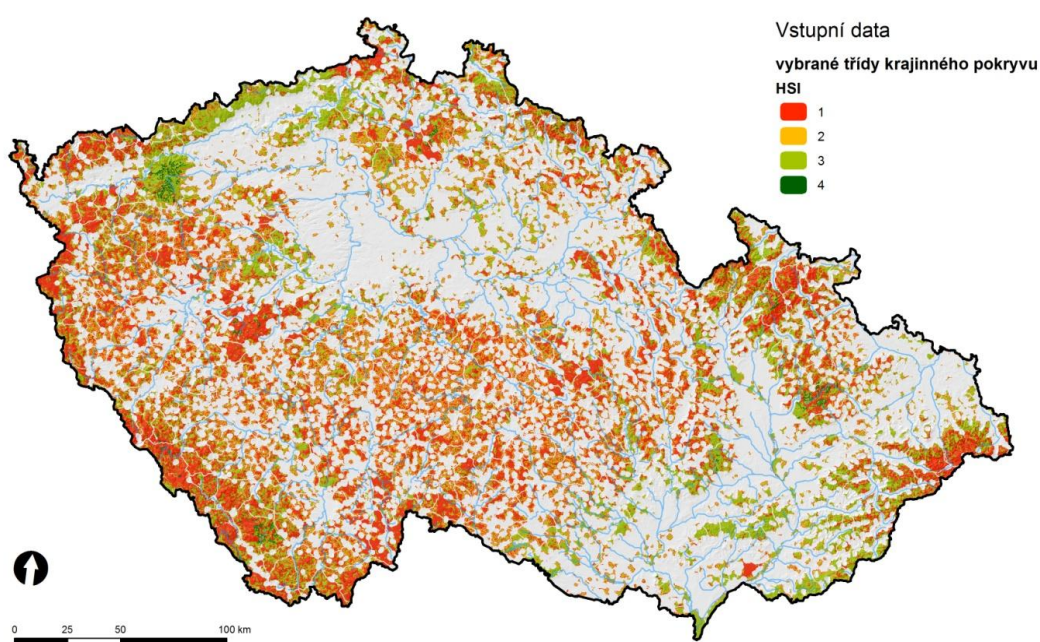 Vstupní data
vybrané třídy krajinného pokryvu
HSI
1
2
3
4
0 25 50 100 km